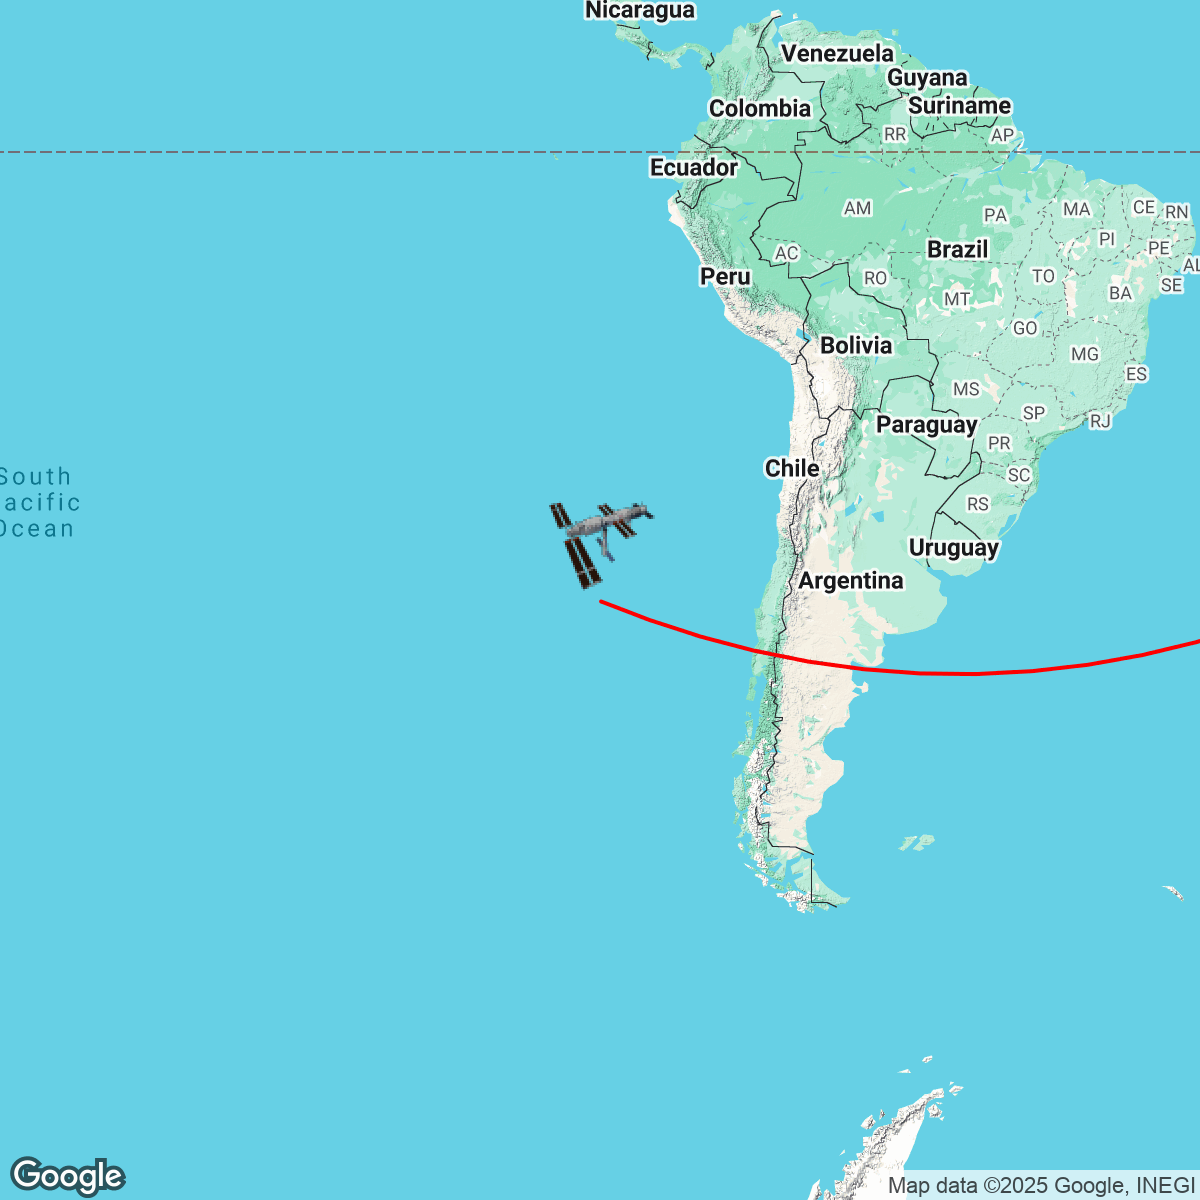 Nicaragua
Venezuela
Guyana
Colombia
Suriname
RR
AP
Ecuador
AM
PA
MA
CE
RN
PI
PE
AC
Brazil
AL
Peru
RO
TO
SE
MT
BA
GO
Bolivia
MG
ES
MS
SP
Paraguay
RJ
PR
Chile
SC
South
acific
Ocean
RS
Uruguay
Argentina
Google
Map data ©2025 Google, INEGI